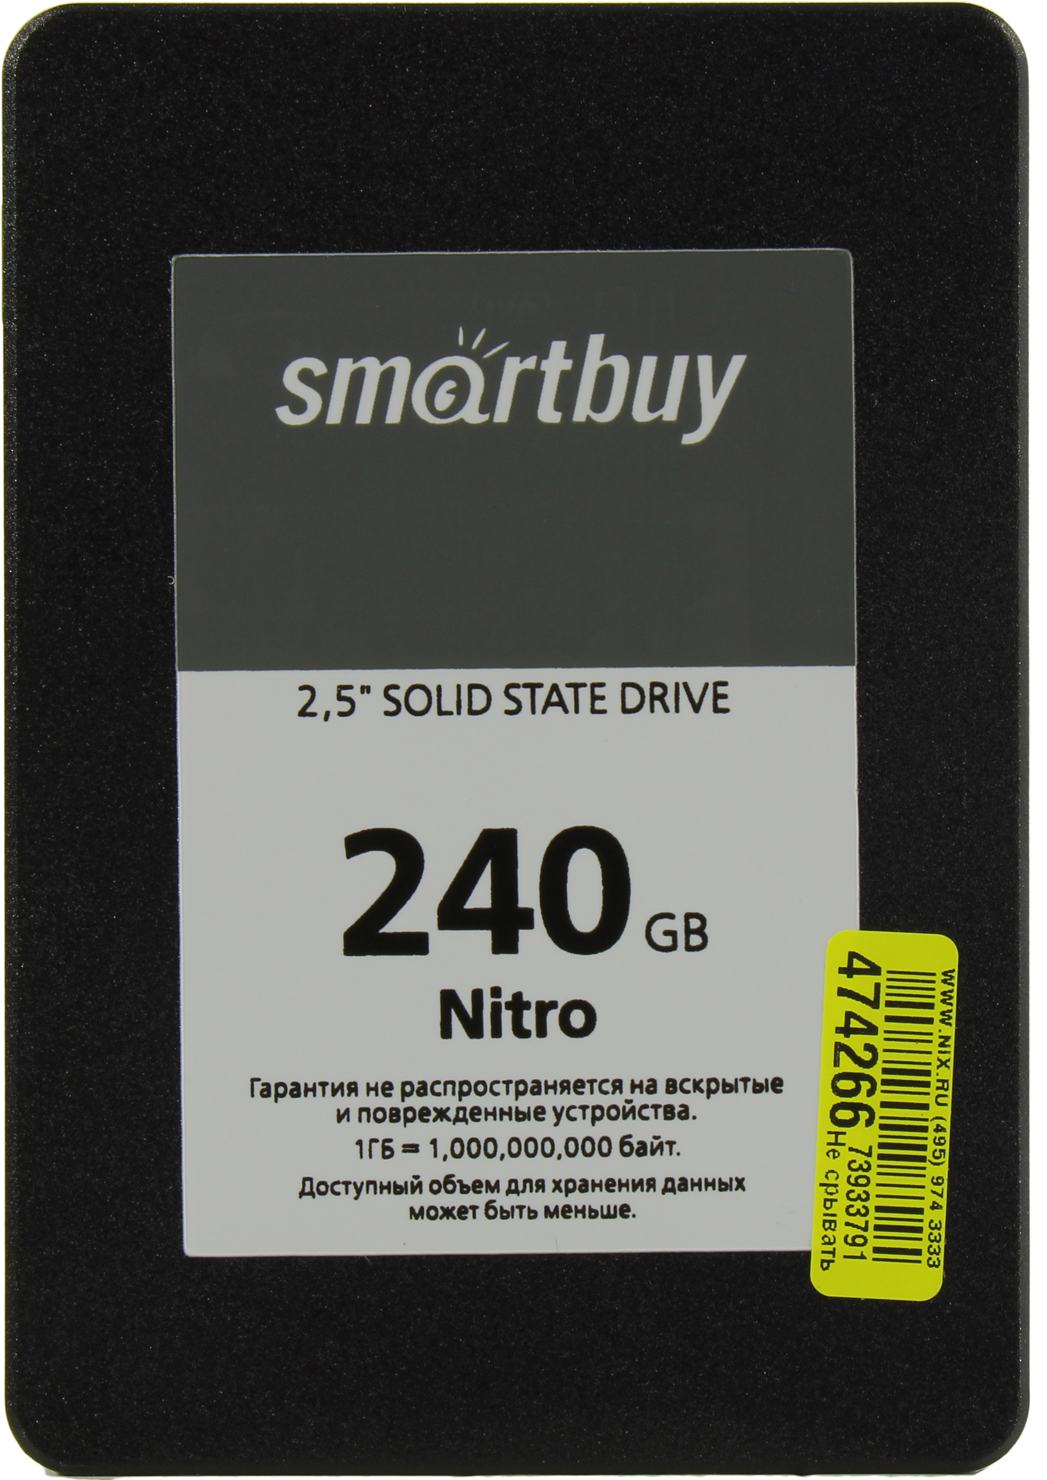 smartbuy
2,5" SOLID STATE DRIVE
240 GB
Nitro
Гарантия не распространяется на вскрытые
и поврежденные устройства.
1ГБ = 1,000,000,000 байт.
Доступный объем для хранения данных
может быть меньше.
WWW.NIX.RU (495) 974 3333
474266 73933791
Не срывать